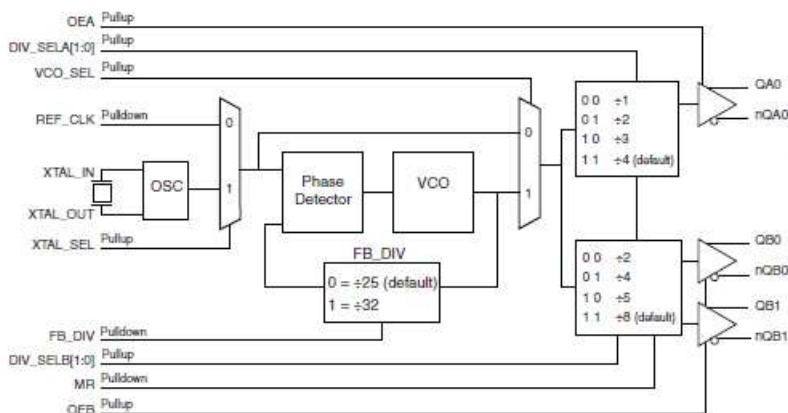 OEA Pullup
DIV_SELA[1:0] Pullup
VCO_SEL Pullup
REF_CLK Pulldown
XTAL_IN
OSC
XTAL_OUT
XTAL_SEL Pullup
0
1
Phase
Detector
VCO
FB_DIV
0 = ÷25 (default)
1 = ÷32
0
1
0 0 ÷1
0 1 ÷2
1 0 ÷3
1 1 ÷4 (default)
QA0
nQA0
0 0 ÷2
0 1 ÷4
1 0 ÷5
1 1 ÷8 (default)
QB0
nQB0
QB1
nQB1
FB_DIV Pulldown
DIV_SELB[1:0] Pullup
MR Pulldown
OEB Pullup